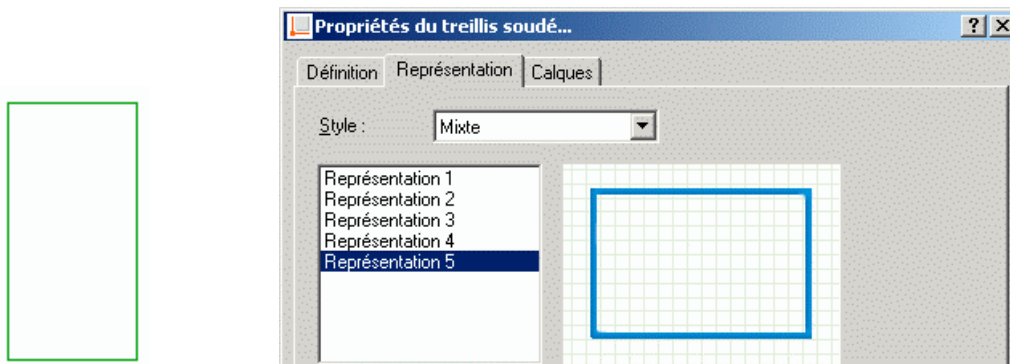 Propriétés du treillis soudé...
Définition Représentation Calques
Style : Mixte
Représentation 1
Représentation 2
Représentation 3
Représentation 4
Représentation 5